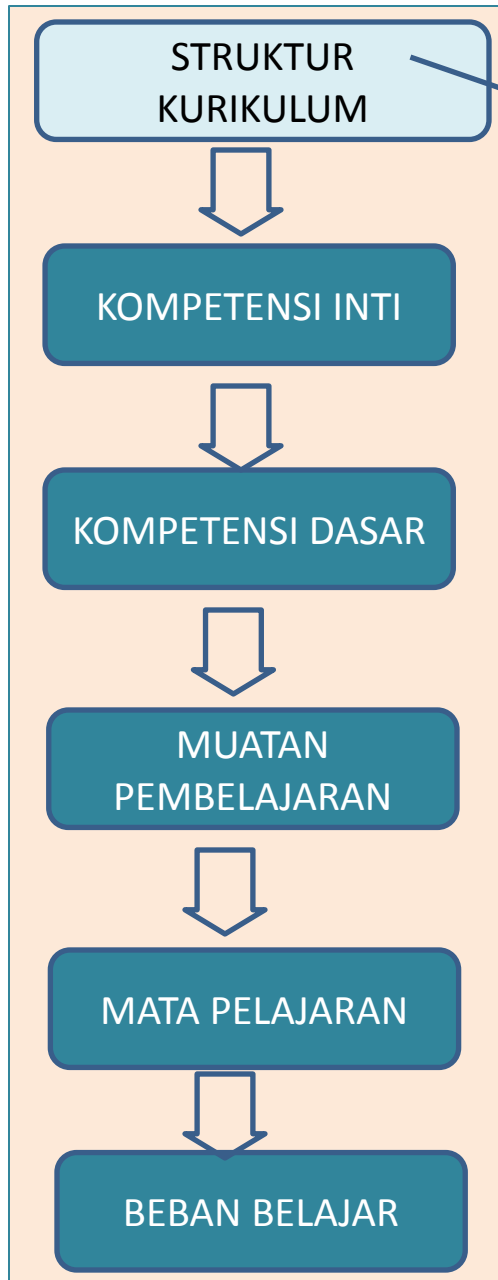 STRUKTUR
KURIKULUM
KOMPETENSI INTI
KOMPETENSI DASAR
MUATAN
PEMBELAJARAN
MATA PELAJARAN
BEBAN BELAJAR